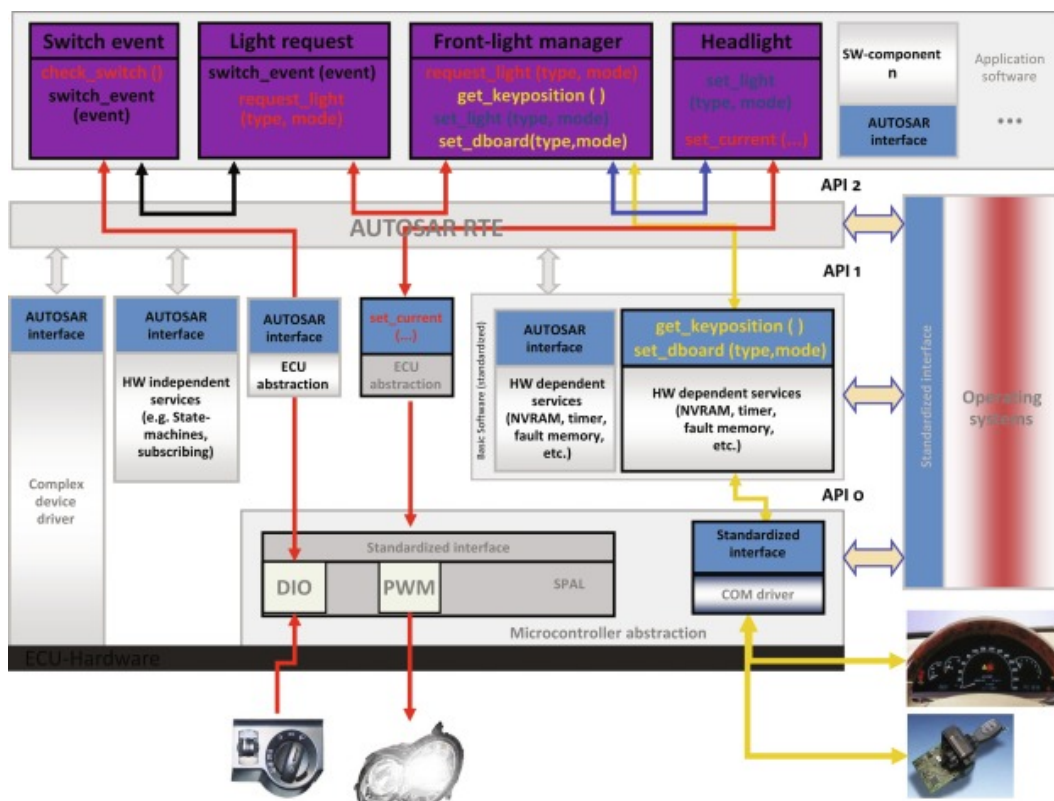 Switch event
check_switch ()
switch_event
(event)
Light request
switch_event (event)
request_light
(type, mode)
Front-light manager
request_light (type, mode)
get_keyposition ( )
set_light (type, mode)
set_dboard(type,mode)
Headlight
set_light
(type, mode)
set_current (...)
SW-component
n
AUTOSAR
interface
Application
software
...
API 2
AUTOSAR RTE
API 1
AUTOSAR
interface
Complex
device
driver
AUTOSAR
interface
HW independent
services
(e.g. State-
machines,
subscribing)
AUTOSAR
interface
ECU
abstraction
set_current
(...)
ECU
abstraction
Basic Software (standardized)
AUTOSAR
interface
HW dependent
services
(NVRAM, timer,
fault memory,
etc.)
get_keyposition ( )
set_dboard (type,mode)
HW dependent services
(NVRAM, timer,
fault memory,
etc.)
Standardized interface
Operating
systems
API 0
Standardized interface
DIO
PWM
SPAL
Standardized
interface
COM driver
Microcontroller abstraction
ECU-Hardware